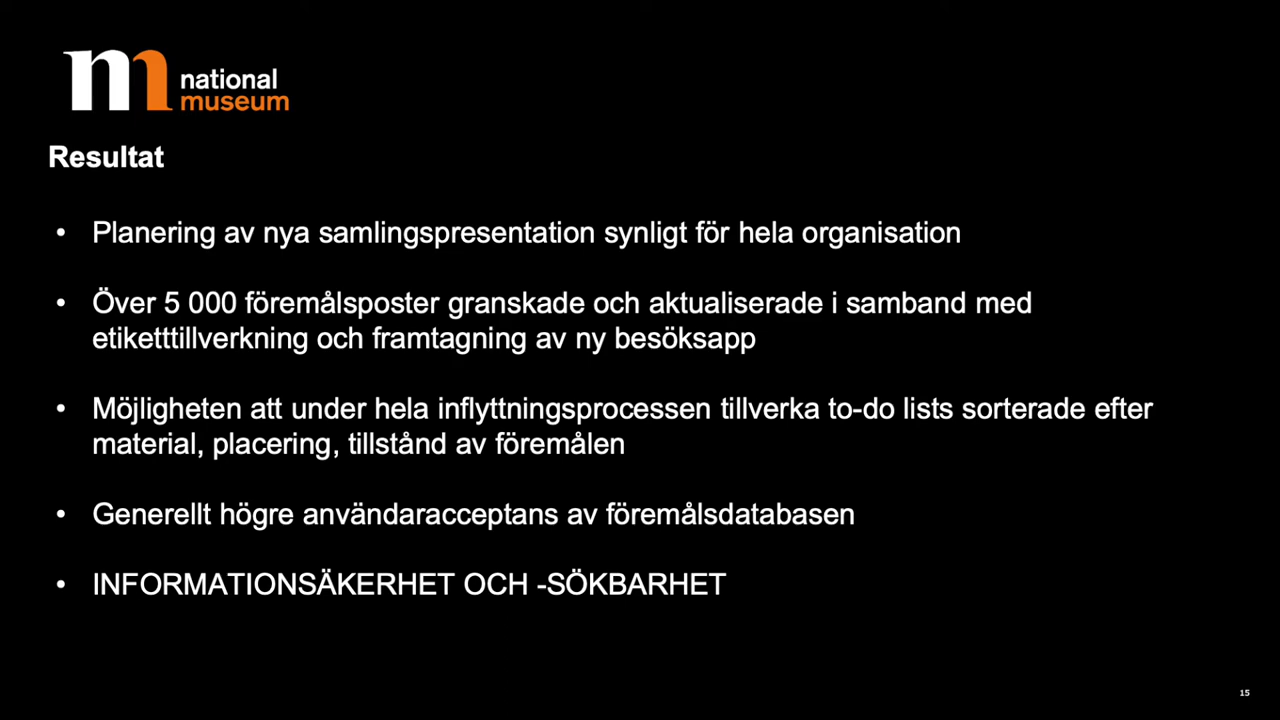 national
museum
Resultat
• Planering av nya samlingspresentation synligt för hela organisation
• Över 5 000 föremålsposter granskade och aktualiserade i samband med
etiketttillverkning och framtagning av ny besöksapp
• Möjligheten att under hela inflyttningsprocessen tillverka to-do lists sorterade efter
material, placering, tillstånd av föremålen
• Generellt högre användaracceptans av föremålsdatabasen
• INFORMATIONSÄKERHET OCH -SÖKBARHET
15